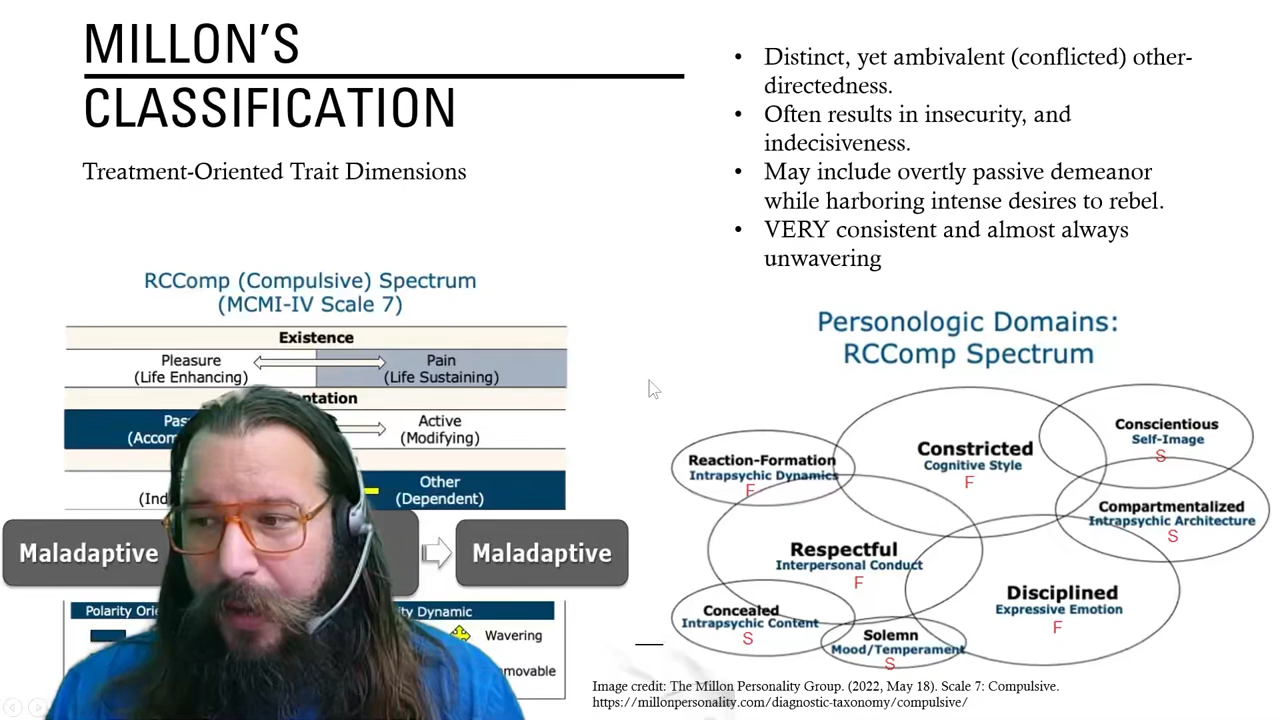 MILLON'S
CLASSIFICATION
Treatment-Oriented Trait Dimensions
• Distinct, yet ambivalent (conflicted) other-
directedness.
• Often results in insecurity, and
indecisiveness.
• May include overtly passive demeanor
while harboring intense desires to rebel.
• VERY consistent and almost always
unwavering
RCComp (Compulsive) Spectrum
(MCMI-IV Scale 7)
Existence
Pleasure
(Life Enhancing)
Pain
(Life Sustaining)
Active
(Modifying)
Other
(Dependent)
Maladaptive
Maladaptive
Polarity
Dynamic
Wavering
Personologic Domains:
RCComp Spectrum
Conscientious
Self-Image
S
Constricted
Cognitive Style
F
Reaction-Formation
Intrapsychic Dynamics
F
Compartmentalized
Intrapsychic Architecture
S
Respectful
Interpersonal Conduct
F
Disciplined
Expressive Emotion
F
Concealed
Intrapsychic Content
S
Solemn
Mood/Temperament
S
Image credit: The Millon Personality Group. (2022, May 18). Scale 7: Compulsive.
https://millonpersonality.com/diagnostic-taxonomy/compulsive/